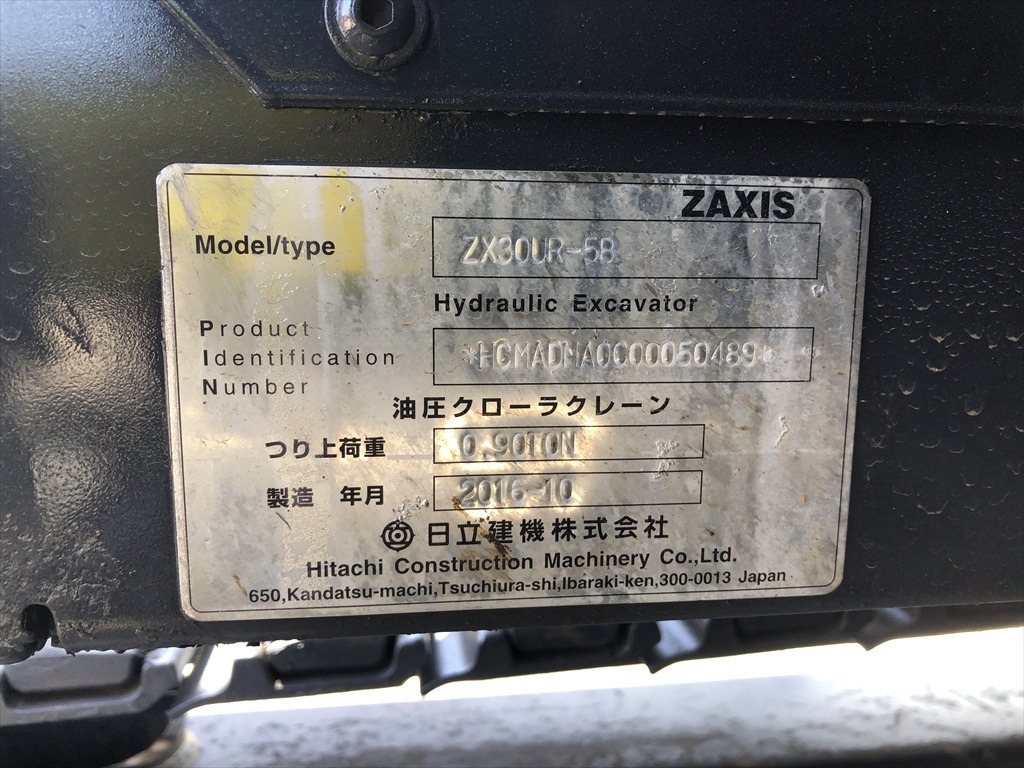 ZAXIS
Model/type ZX30UR-5B
Hydraulic Excavator
Product
Identification *HCMADMA0C00050489*
Number
油圧クローラクレーン
つり上荷重 0.90TON
製造 年月 2016-10
日立建機株式会社
Hitachi Construction Machinery Co.,Ltd.
650,Kandatsu-machi,Tsuchiura-shi,Ibaraki-ken,300-0013 Japan